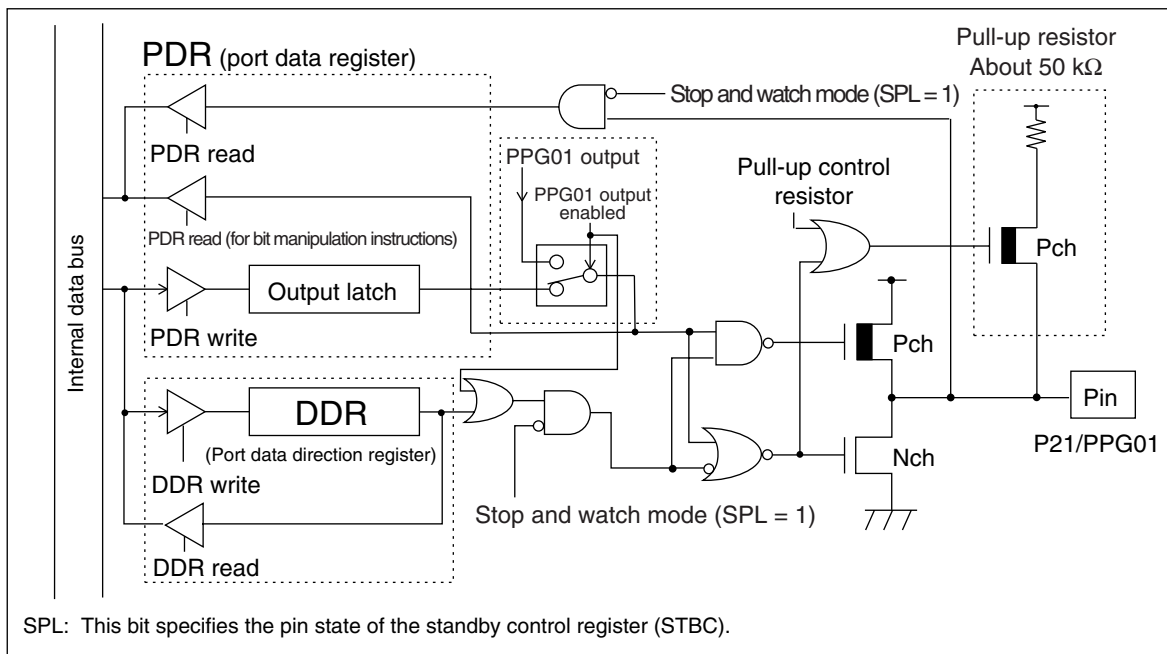 PDR (port data register)
Pull-up resistor
About 50 kΩ
Stop and watch mode (SPL = 1)
PDR read
PPG01 output
PPG01 output
enabled
Pull-up control
resistor
PDR read (for bit manipulation instructions)
Pch
Output latch
PDR write
Pch
Internal data bus
DDR
(Port data direction register)
Pin
P21/PPG01
Nch
DDR write
Stop and watch mode (SPL = 1)
DDR read
SPL: This bit specifies the pin state of the standby control register (STBC).